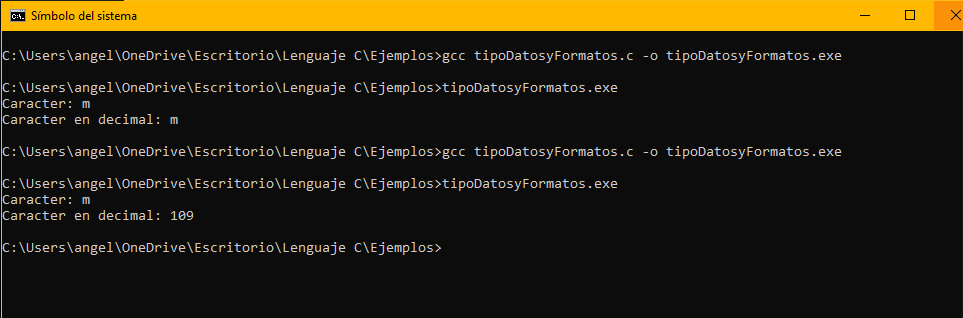 Símbolo del sistema
C:\Users\angel\OneDrive\Escritorio\Lenguaje C\Ejemplos>gcc tipoDatosyFormatos.c -o tipoDatosyFormatos.exe
C:\Users\angel\OneDrive\Escritorio\Lenguaje C\Ejemplos>tipoDatosyFormatos.exe
Caracter: m
Caracter en decimal: m
C:\Users\angel\OneDrive\Escritorio\Lenguaje C\Ejemplos>gcc tipoDatosyFormatos.c -o tipoDatosyFormatos.exe
C:\Users\angel\OneDrive\Escritorio\Lenguaje C\Ejemplos>tipoDatosyFormatos.exe
Caracter: m
Caracter en decimal: 109
C:\Users\angel\OneDrive\Escritorio\Lenguaje C\Ejemplos>